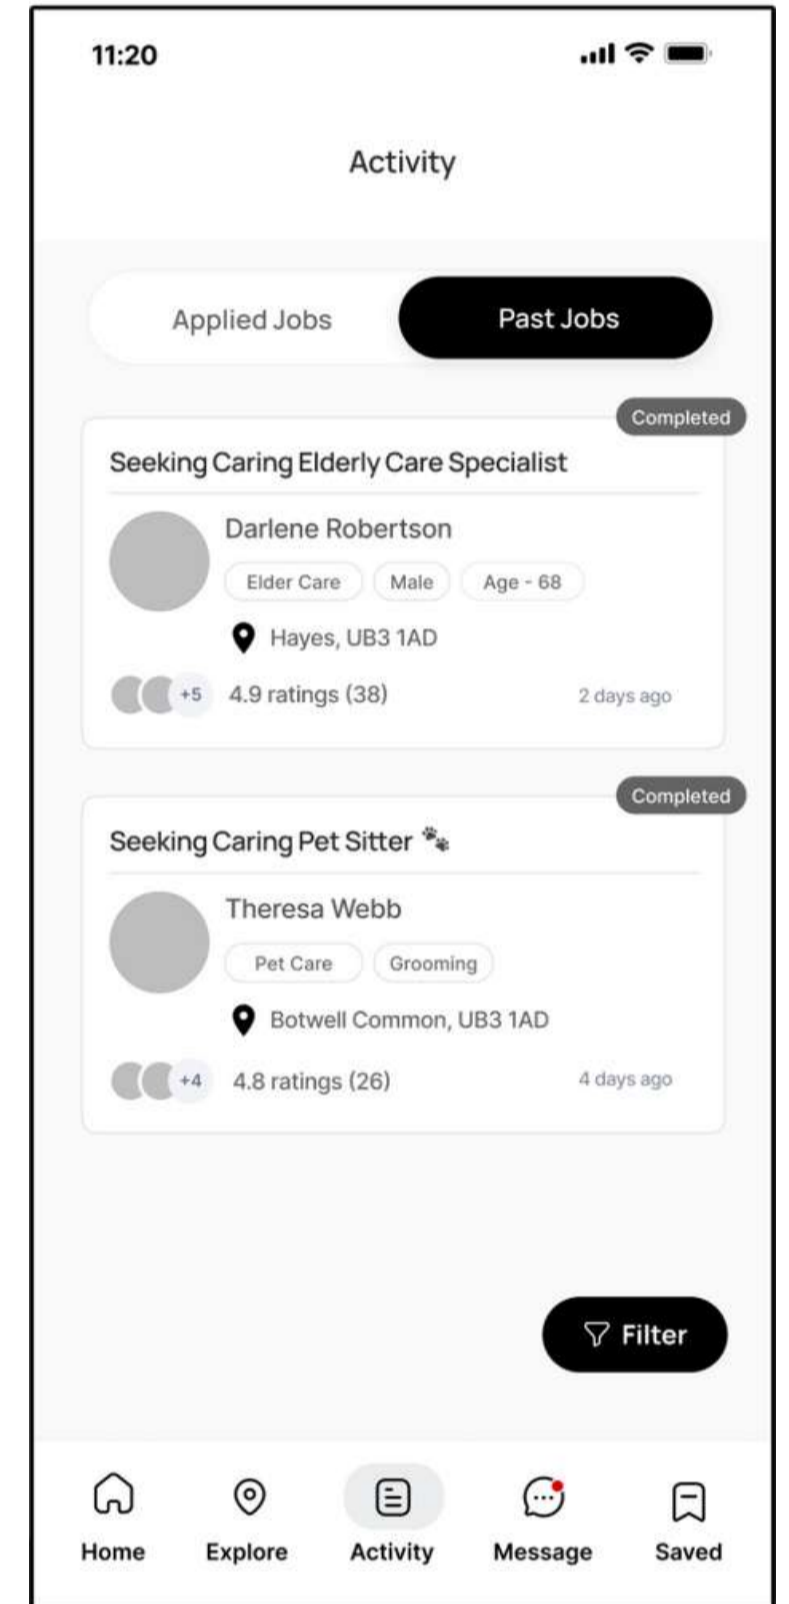 11:20
Activity
Applied Jobs
Past Jobs
Completed
Seeking Caring Elderly Care Specialist
Darlene Robertson
Elder Care
Male
Age - 68
Hayes, UB3 1AD
+5
4.9 ratings (38)
2 days ago
Completed
Seeking Caring Pet Sitter 🐾
Theresa Webb
Pet Care
Grooming
Botwell Common, UB3 1AD
+4
4.8 ratings (26)
4 days ago
Filter
Home
Explore
Activity
Message
Saved